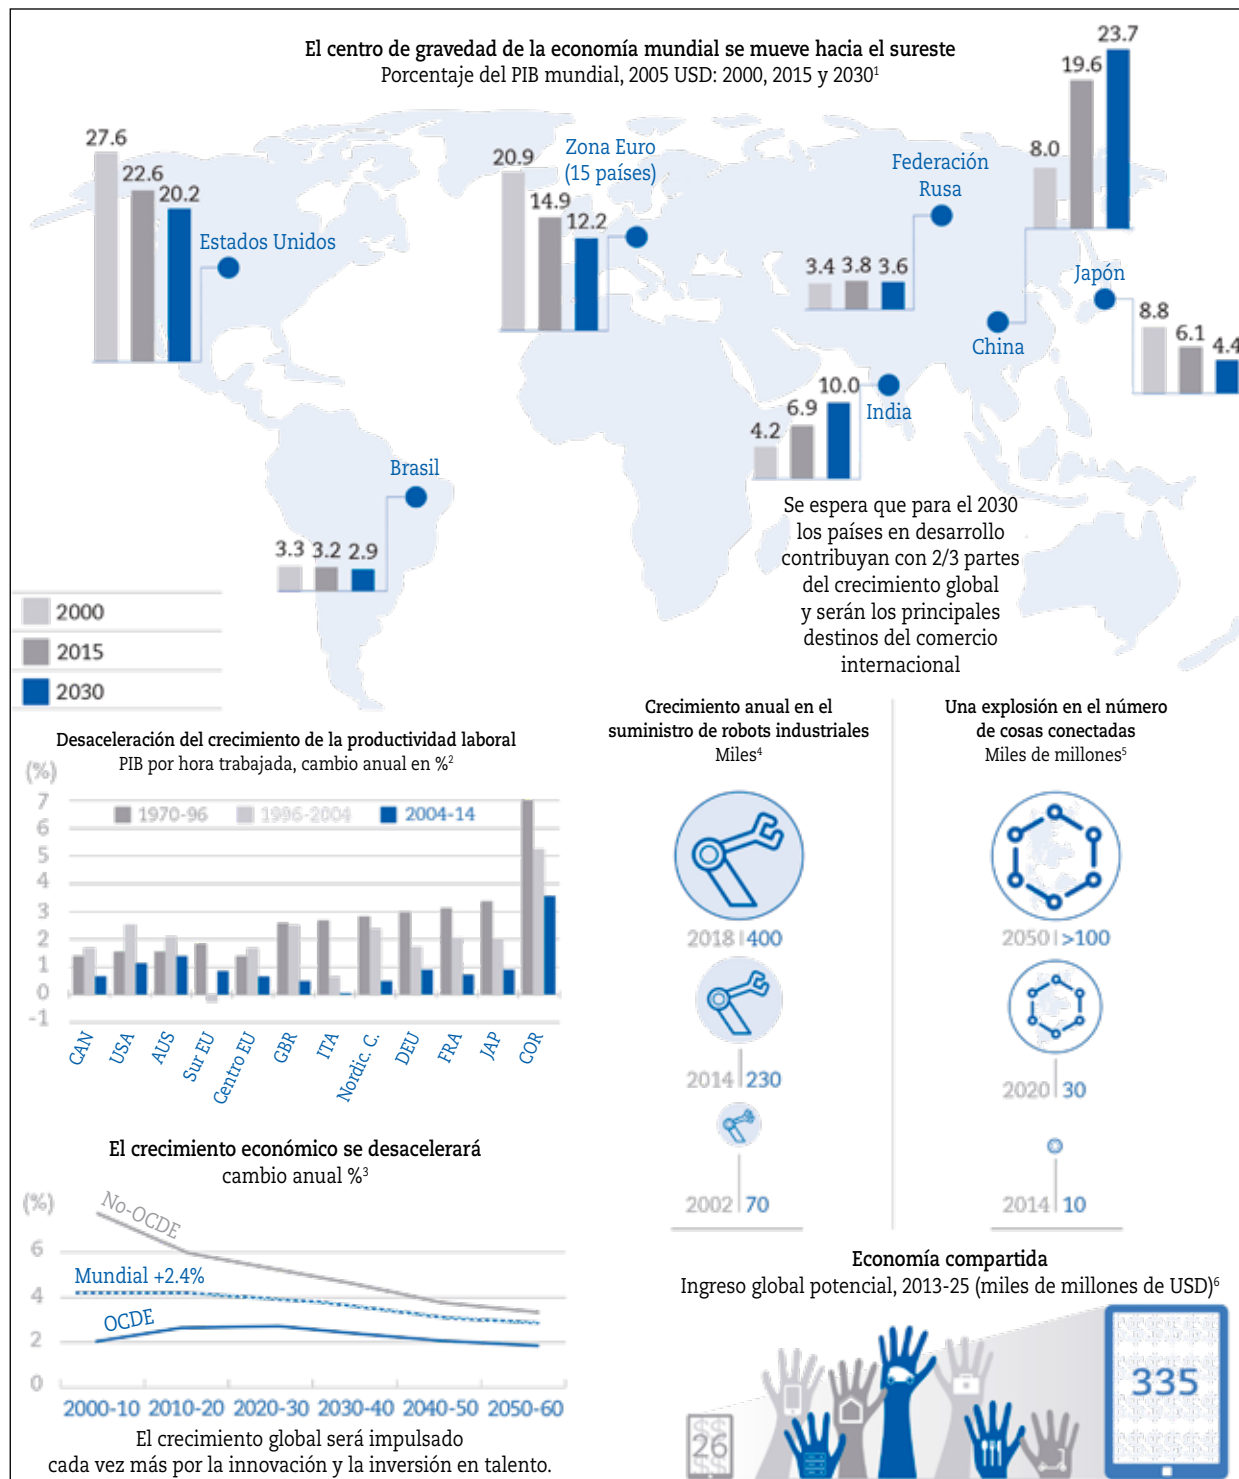 El centro de gravedad de la economía mundial se mueve hacia el sureste
Porcentaje del PIB mundial, 2005 USD: 2000, 2015 y 2030¹
27.6
22.6
20.2
Estados Unidos
20.9
14.9
12.2
Zona Euro
(15 países)
Federación
Rusa
3.4 3.8 3.6
8.0
19.6
23.7
China
Japón
8.8
6.1
4.4
4.2
6.9
10.0
India
Brasil
3.3 3.2 2.9
Se espera que para el 2030
los países en desarrollo
contribuyan con 2/3 partes
del crecimiento global
y serán los principales
destinos del comercio
internacional
2000
2015
2030
Desaceleración del crecimiento de la productividad laboral
PIB por hora trabajada, cambio anual en %²
(%)
7
6
5
4
3
2
1
0
-1
1970-96
1996-2004
2004-14
CAN
USA
AUS
Sur EU
Centro EU
GBR
ITA
Nordic. C.
DEU
FRA
JAP
COR
El crecimiento económico se desacelerará
cambio anual %³
(%)
6
4
2
0
No-OCDE
Mundial +2.4%
OCDE
2000-10 2010-20 2020-30 2030-40 2040-50 2050-60
El crecimiento global será impulsado
cada vez más por la innovación y la inversión en talento.
Crecimiento anual en el
suministro de robots industriales
Miles⁴
2018 400
2014 230
2002 70
Una explosión en el número
de cosas conectadas
Miles de millones⁵
2050 >100
2020 30
2014 10
Economía compartida
Ingreso global potencial, 2013-25 (miles de millones de USD)⁶
$$
26
$$
335